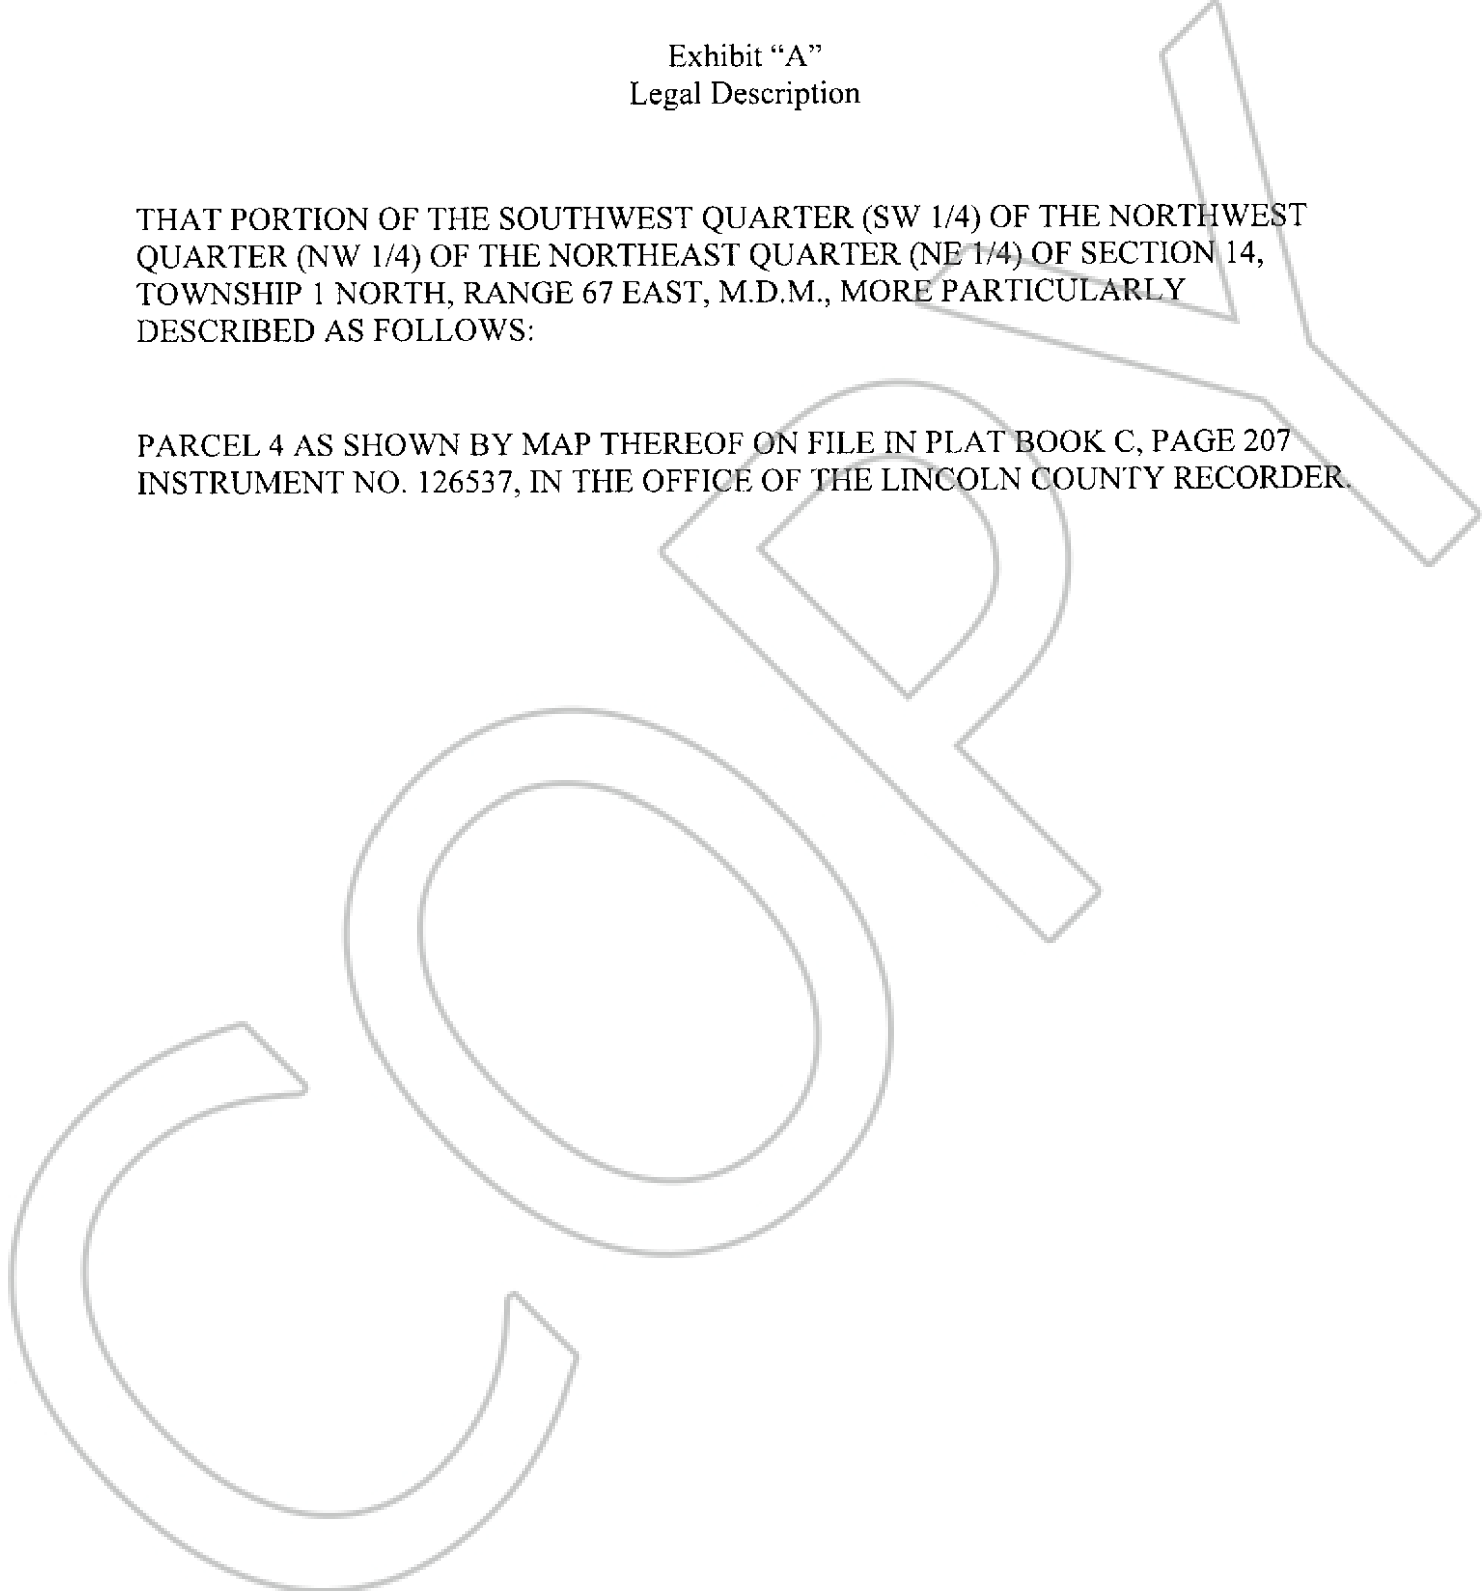 Exhibit “A”
Legal Description
THAT PORTION OF THE SOUTHWEST QUARTER (SW 1/4) OF THE NORTHWEST
QUARTER (NW 1/4) OF THE NORTHEAST QUARTER (NE 1/4) OF SECTION 14,
TOWNSHIP 1 NORTH, RANGE 67 EAST, M.D.M., MORE PARTICULARLY
DESCRIBED AS FOLLOWS:
PARCEL 4 AS SHOWN BY MAP THEREOF ON FILE IN PLAT BOOK C, PAGE 207
INSTRUMENT NO. 126537, IN THE OFFICE OF THE LINCOLN COUNTY RECORDER.
COPY